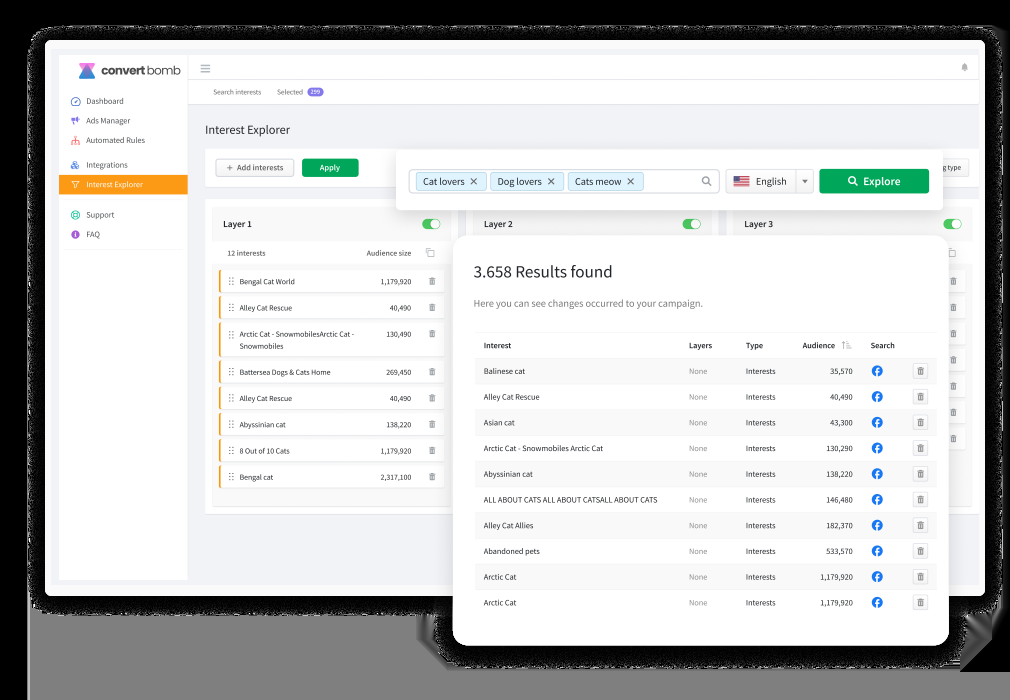 convertbomb
Dashboard
Ads Manager
Automated Rules
Integrations
Interest Explorer
Support
FAQ
Search interests
Selected 299
Interest Explorer
+ Add interests
Apply
Cat lovers ✕
Dog lovers ✕
Cats meow ✕
English
Explore
type
Layer 1
Layer 2
Layer 3
12 interests Audience size
Bengal Cat World 1,179,920
Alley Cat Rescue 40,490
Arctic Cat - SnowmobilesArctic Cat - 130,490
Snowmobiles
Battersea Dogs & Cats Home 269,450
Alley Cat Rescue 40,490
Abyssinian cat 138,220
8 Out of 10 Cats 1,179,920
Bengal cat 2,317,100
3.658 Results found
Here you can see changes occurred to your campaign.
Interest Layers Type Audience Search
Balinese cat None Interests 35,570
Alley Cat Rescue None Interests 40,490
Asian cat None Interests 43,300
Arctic Cat - Snowmobiles Arctic Cat None Interests 130,290
Abyssinian cat None Interests 138,220
ALL ABOUT CATS ALL ABOUT CATSALL ABOUT CATS None Interests 146,480
Alley Cat Allies None Interests 182,370
Abandoned pets None Interests 533,570
Arctic Cat None Interests 1,179,920
Arctic Cat None Interests 1,179,920